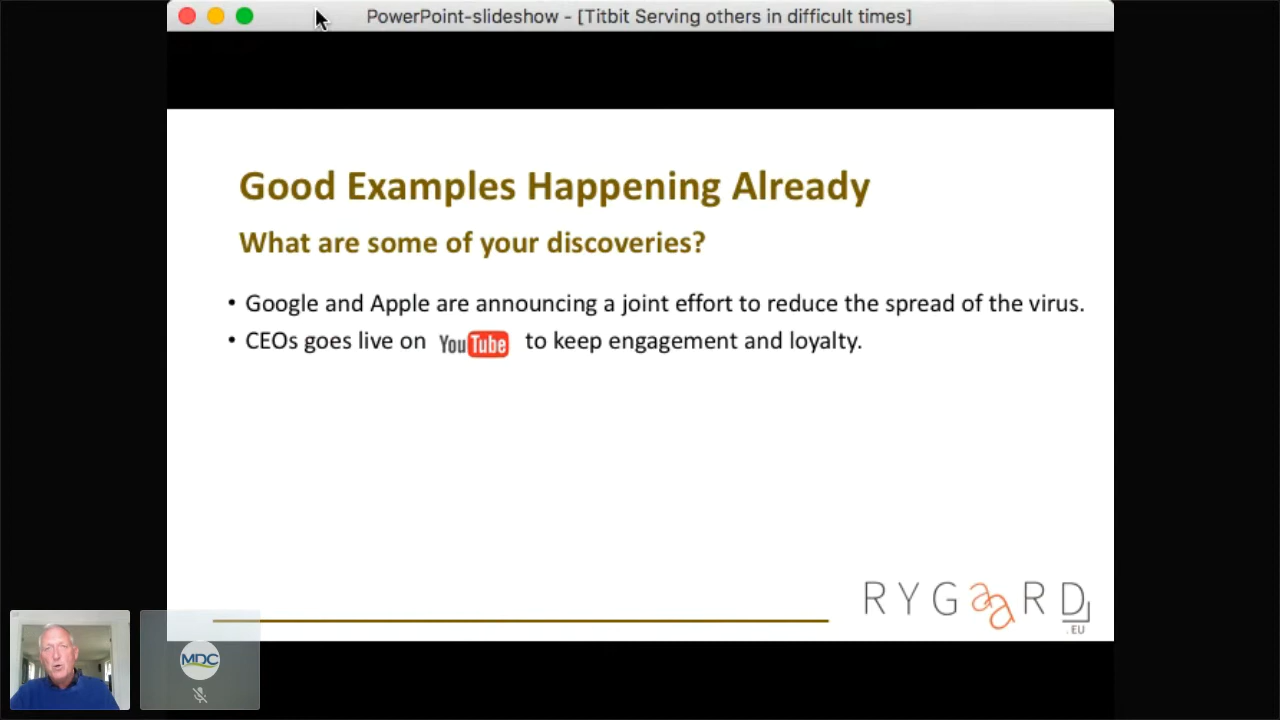 PowerPoint-slideshow - [Titbit Serving others in difficult times]
Good Examples Happening Already
What are some of your discoveries?
• Google and Apple are announcing a joint effort to reduce the spread of the virus.
• CEOs goes live on YouTube to keep engagement and loyalty.
RYGaaRD
.EU
MDC